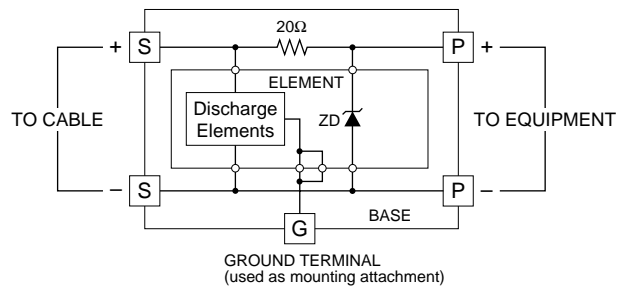 20Ω
+ S P +
ELEMENT
Discharge
Elements
ZD
TO CABLE
TO EQUIPMENT
− S P −
BASE
G
GROUND TERMINAL
(used as mounting attachment)